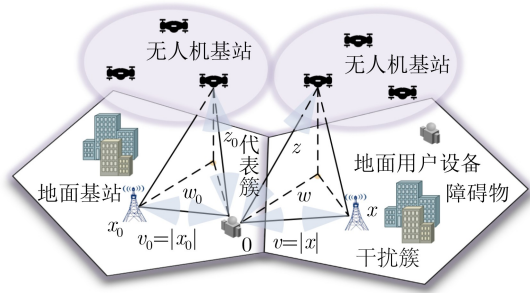 无人机基站
无人机基站
代表簇
z₀
z
地面用户设备
地面基站
障碍物
w₀
w
x₀
x
v₀=|x₀|
0
v=|x|
干扰簇